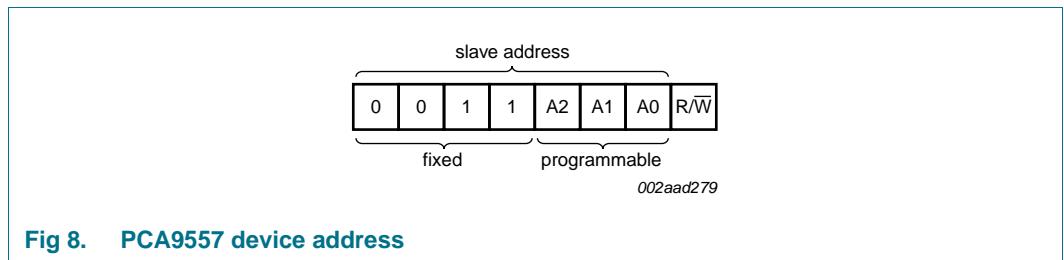 slave address
0 0 1 1 A2 A1 A0 R/W̅
fixed programmable
002aad279
Fig 8. PCA9557 device address